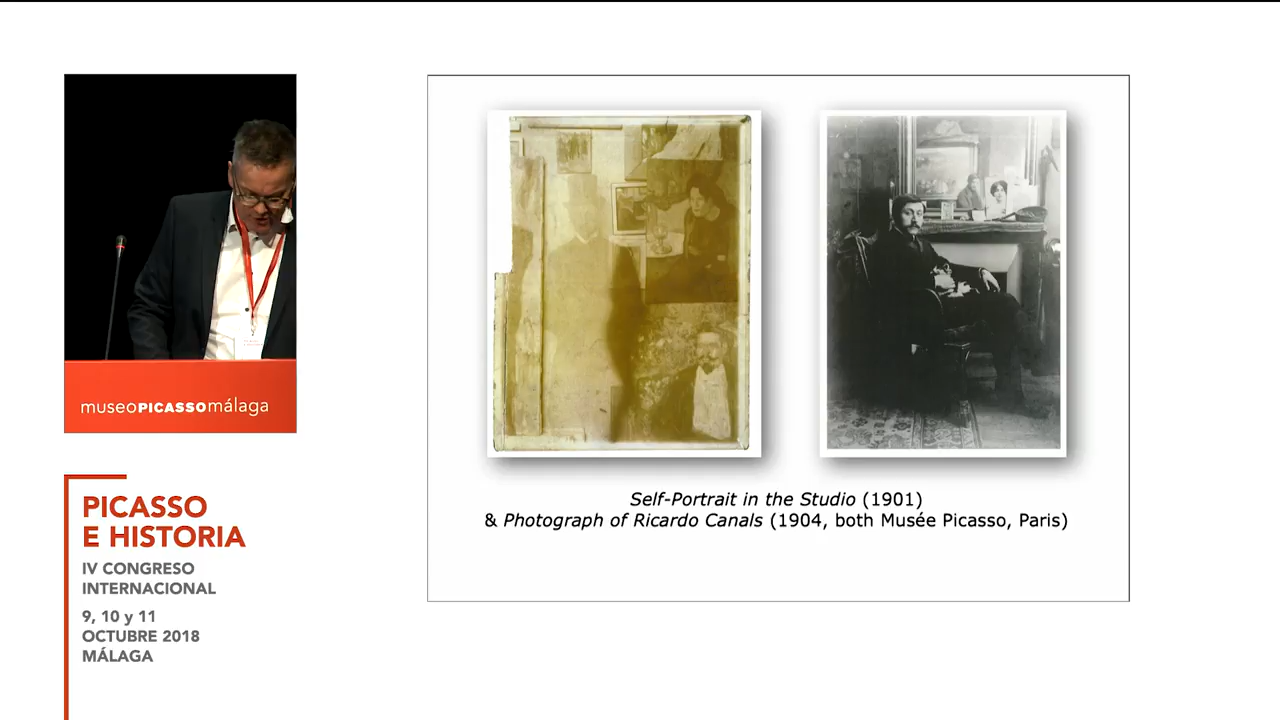 museoPICASSOmálaga
PICASSO
E HISTORIA
IV CONGRESO
INTERNACIONAL
9, 10 y 11
OCTUBRE 2018
MÁLAGA
Self-Portrait in the Studio (1901)
& Photograph of Ricardo Canals (1904, both Musée Picasso, Paris)